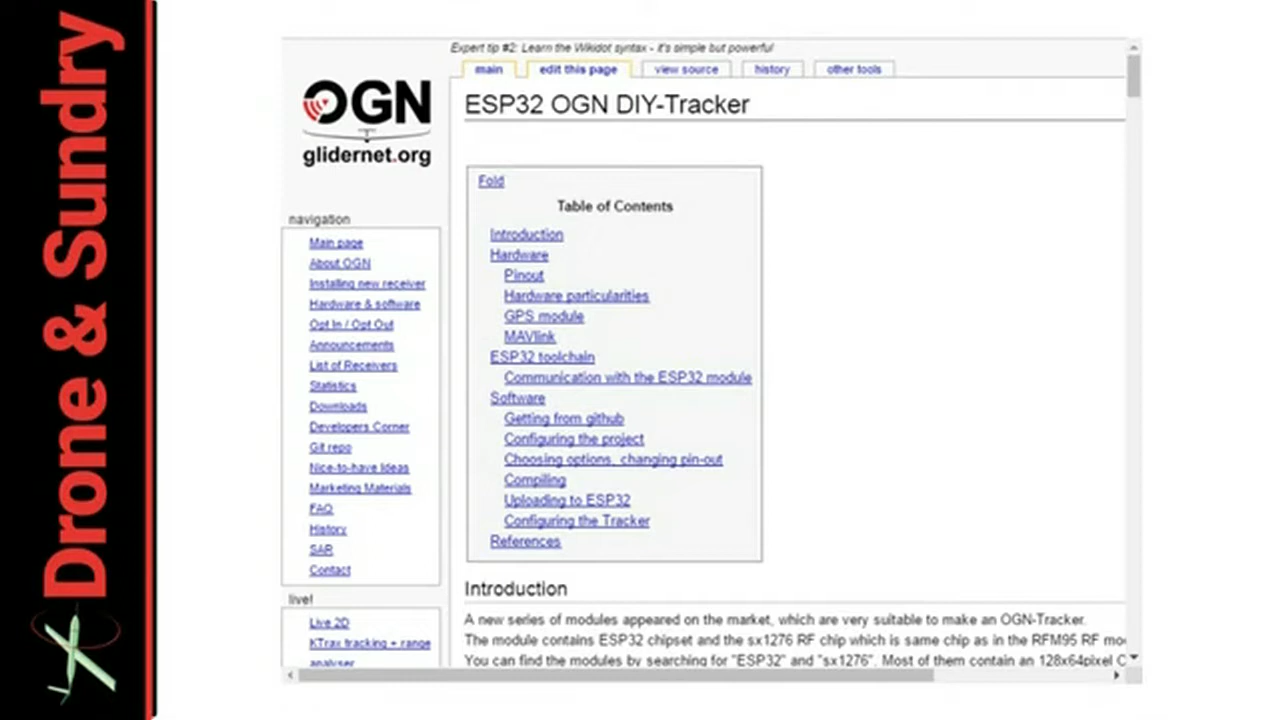 Drone & Sundry
Expert tip #2: Learn the Wikidot syntax - it's simple but powerful
main
edit this page
view source
history
other tools
OGN
glidernet.org
ESP32 OGN DIY-Tracker
Fold
Table of Contents
Introduction
Hardware
Pinout
Hardware particularities
GPS module
MAVlink
ESP32 toolchain
Communication with the ESP32 module
Software
Getting from github
Configuring the project
Choosing options, changing pin-out
Compiling
Uploading to ESP32
Configuring the Tracker
References
navigation
Main page
About OGN
Installing new receiver
Hardware & software
Opt In / Opt Out
Announcements
List of Receivers
Statistics
Downloads
Developers Corner
Git repo
Nice-to-have Ideas
Marketing Materials
FAQ
History
SAR
Contact
live!
Live 2D
KTrax tracking + range
analyser
Introduction
A new series of modules appeared on the market, which are very suitable to make an OGN-Tracker.
The module contains ESP32 chipset and the sx1276 RF chip which is same chip as in the RFM95 RF mo
You can find the modules by searching for "ESP32" and "sx1276". Most of them contain an 128x64pixel